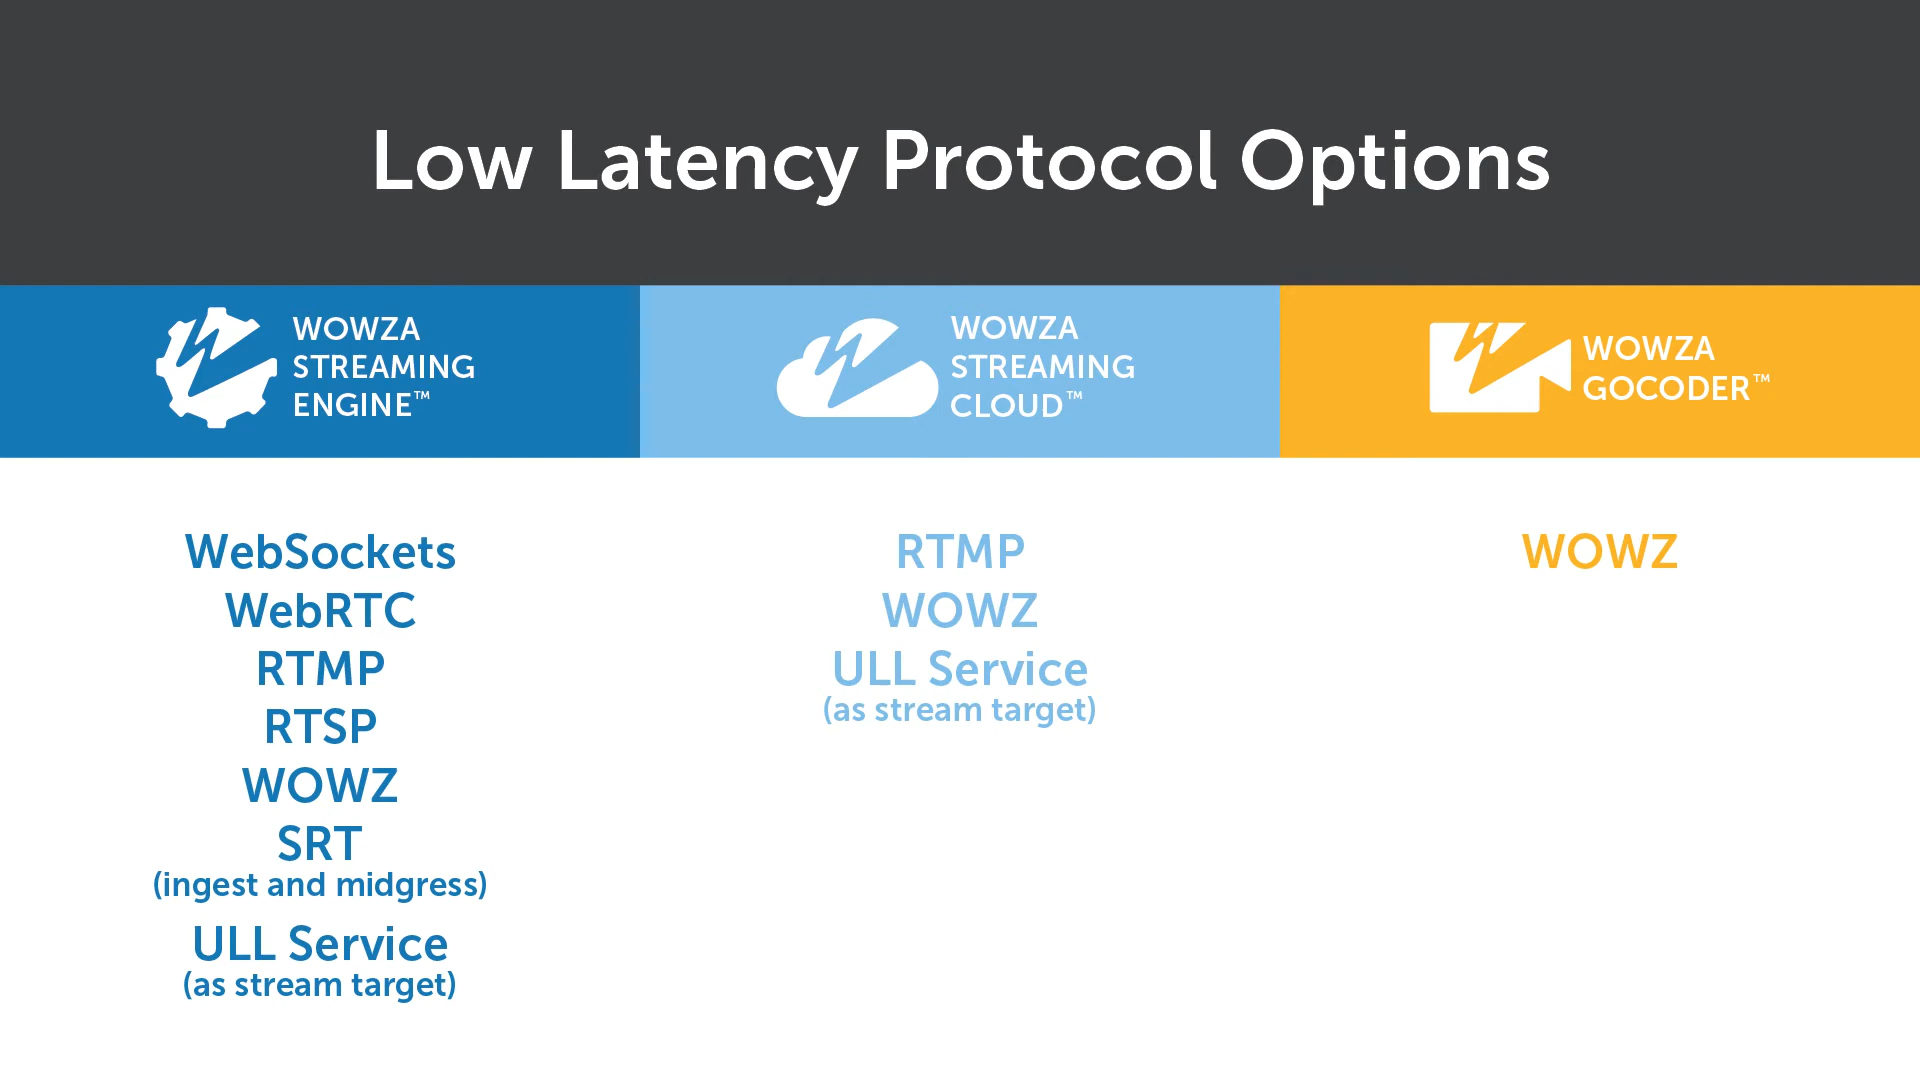 Low Latency Protocol Options
WOWZA
STREAMING
ENGINE™
WOWZA
STREAMING
CLOUD™
WOWZA
GOCODER™
WebSockets
WebRTC
RTMP
RTSP
WOWZ
SRT
(ingest and midgress)
ULL Service
(as stream target)
RTMP
WOWZ
ULL Service
(as stream target)
WOWZ